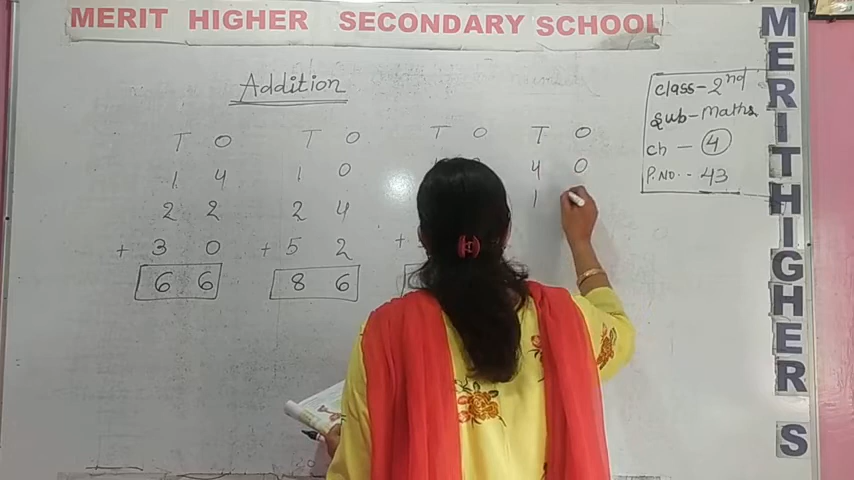 MERIT HIGHER SECONDARY SCHOOL
Addition
Class-2nd
Sub-Maths
ch - 4
P.NO.- 43
T O T O T O T O
1 4 1 0 4 0
2 2 2 4 1
+ 3 0 + 5 2 +
6 6 8 6
MERIT HIGHER S